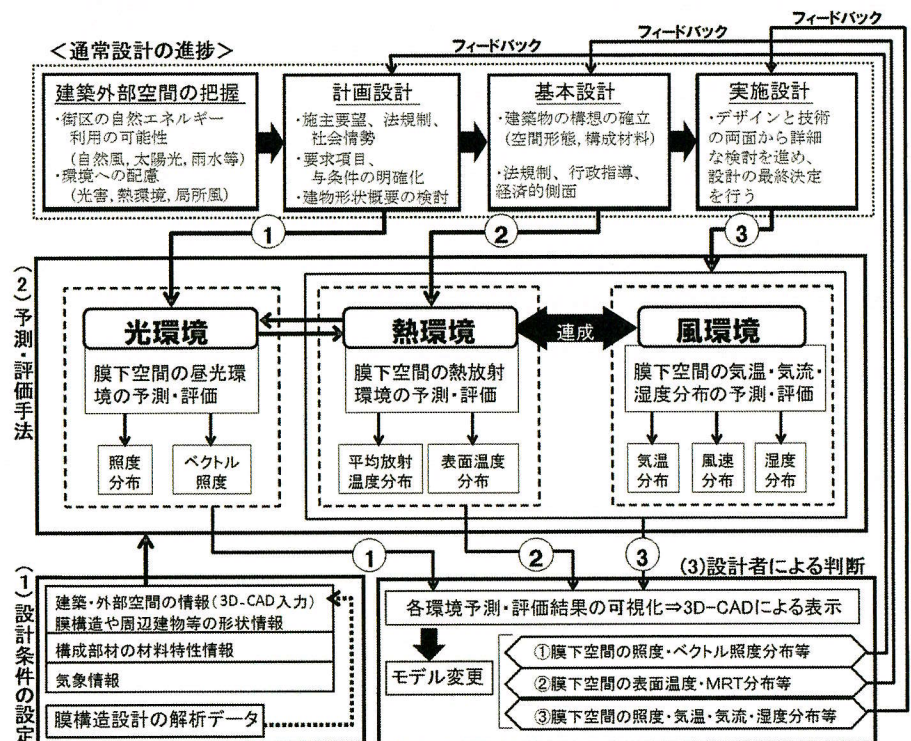 フィードバック
フィードバック
フィードバック
＜通常設計の進捗＞
建築外部空間の把握
・街区の自然エネルギー
利用の可能性
(自然風,太陽光,雨水等)
・環境への配慮
(光害,熱環境,局所風)
計画設計
・施主要望、法規制、
社会情勢
・要求項目、
与条件の明確化
・建物形状概要の検討
基本設計
・建築物の構想の確立
(空間形態,構成材料)
・法規制、行政指導、
経済的側面
実施設計
・デザインと技術
の両面から詳細
な検討を進め、
設計の最終決定
を行う
1
2
3
(2)予測・評価手法
光環境
膜下空間の昼光環
境の予測・評価
照度
分布
ベクトル
照度
熱環境
膜下空間の熱放射
環境の予測・評価
平均放射
温度分布
表面温度
分布
連成
風環境
膜下空間の気温・気流・
湿度分布の予測・評価
気温
分布
風速
分布
湿度
分布
1
2
3
(1)設計条件の設定
建築・外部空間の情報(3D-CAD入力)
膜構造や周辺建物等の形状情報
構成部材の材料特性情報
気象情報
膜構造設計の解析データ
(3)設計者による判断
各環境予測・評価結果の可視化⇒3D-CADによる表示
モデル変更
①膜下空間の照度・ベクトル照度分布等
②膜下空間の表面温度・MRT分布等
③膜下空間の照度・気温・気流・湿度分布等